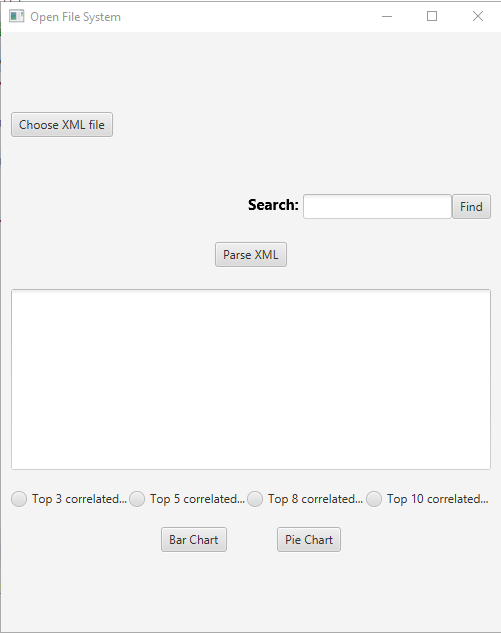 Open File System
Choose XML file
Search: Find
Parse XML
Top 3 correlated... Top 5 correlated... Top 8 correlated... Top 10 correlated...
Bar Chart Pie Chart